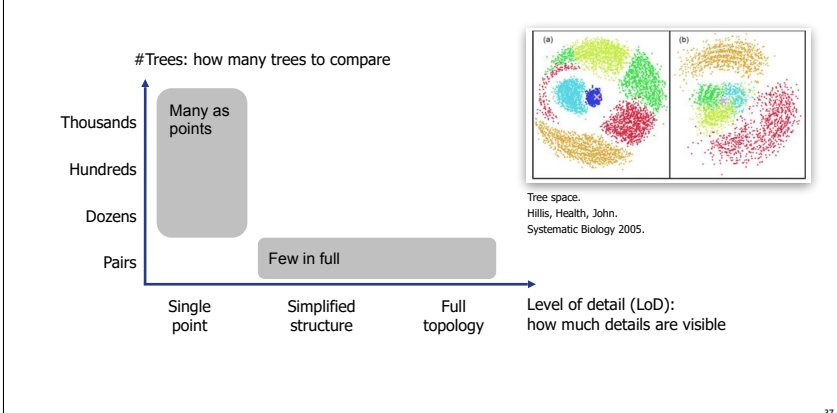 #Trees: how many trees to compare
Thousands
Hundreds
Dozens
Pairs
Many as
points
Few in full
Single
point
Simplified
structure
Full
topology
Level of detail (LoD):
how much details are visible
(a)
(b)
Tree space.
Hillis, Health, John.
Systematic Biology 2005.
37